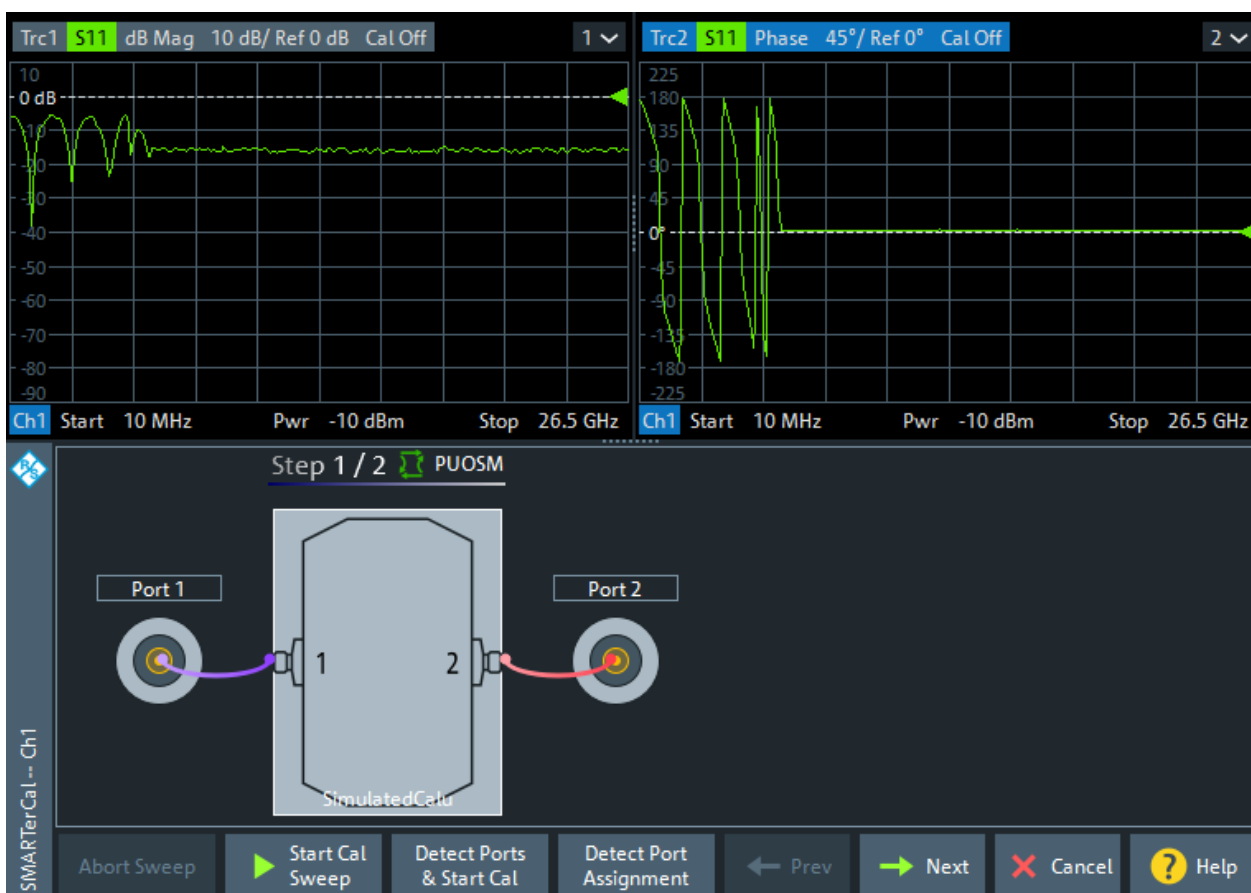 Trc1 S11 dB Mag 10 dB/ Ref 0 dB Cal Off 1
10
0 dB
-10
-20
-30
-40
-50
-60
-70
-80
-90
Ch1 Start 10 MHz Pwr -10 dBm Stop 26.5 GHz
Trc2 S11 Phase 45°/ Ref 0° Cal Off 2
225
180
135
90
45
0°
-45
-90
-135
-180
-225
Ch1 Start 10 MHz Pwr -10 dBm Stop 26.5 GHz
R&S
SMARTerCal -- Ch1
Step 1 / 2 PUOSM
Port 1
Port 2
1
2
SimulatedCalu
Abort Sweep
Start Cal
Sweep
Detect Ports
& Start Cal
Detect Port
Assignment
Prev
Next
Cancel
? Help